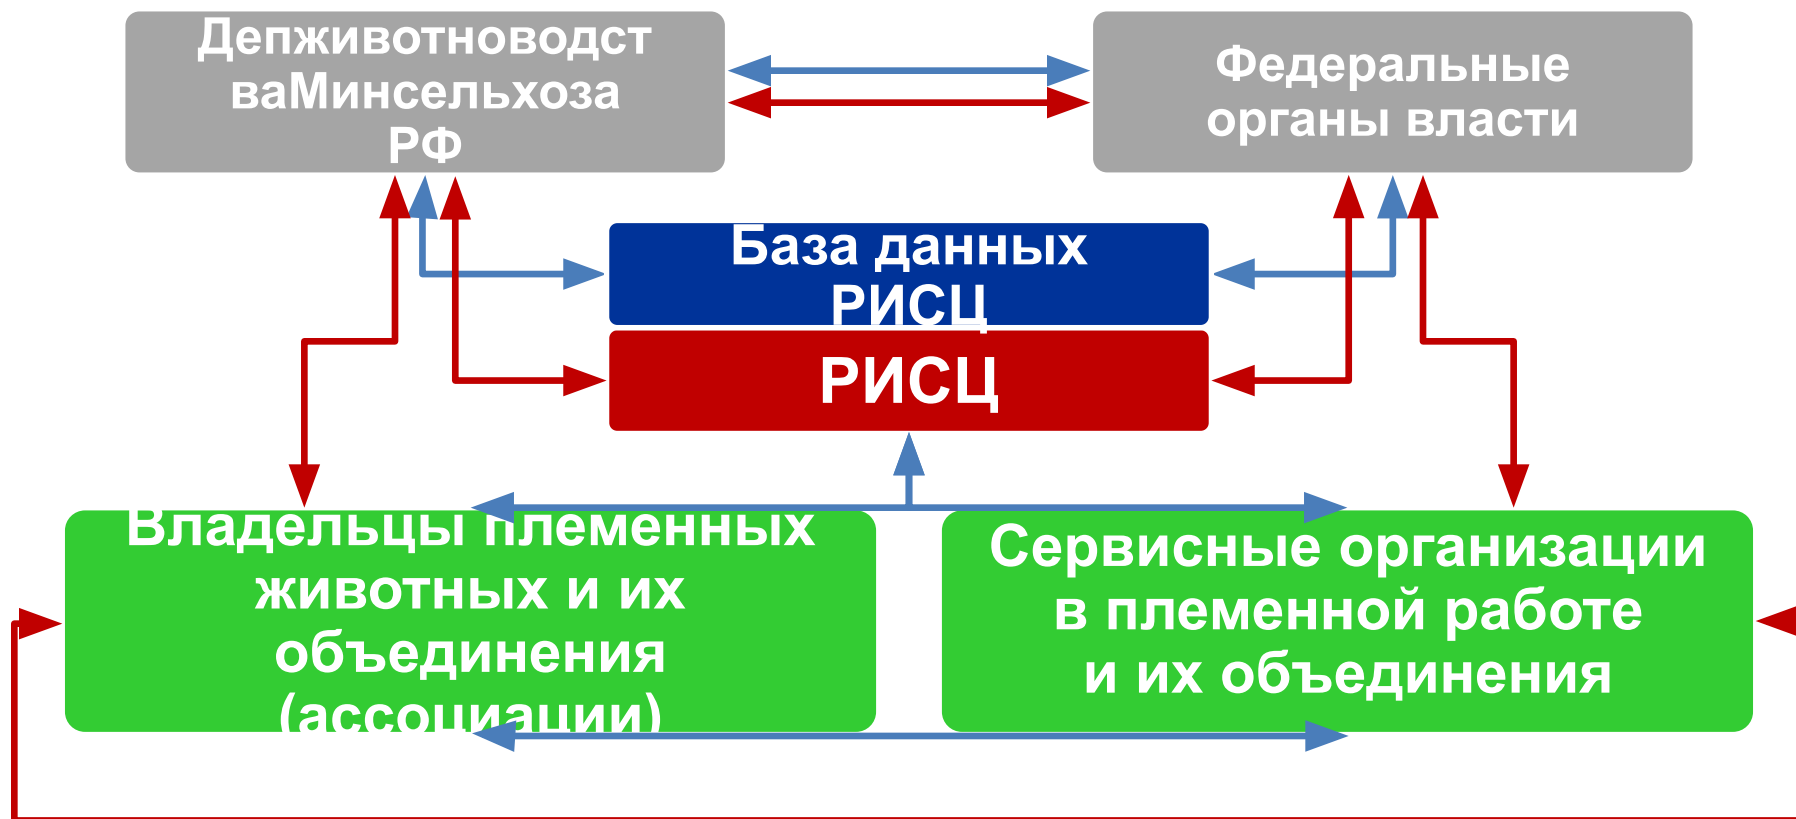 Депживотноводст
ваМинсельхоза
РФ
Федеральные
органы власти
База данных
РИСЦ
РИСЦ
Владельцы племенных
животных и их
объединения
(ассоциации)
Сервисные организации
в племенной работе
и их объединения